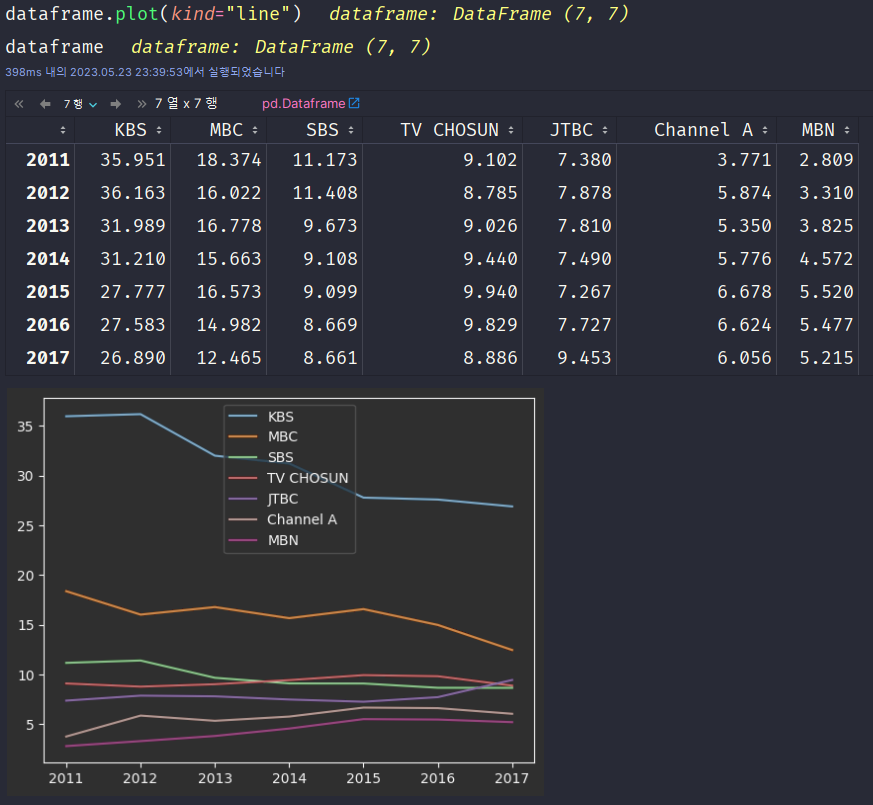 dataframe.plot(kind="line") dataframe: DataFrame (7, 7)
dataframe dataframe: DataFrame (7, 7)
398ms 내의 2023.05.23 23:39:53에서 실행되었습니다
7행 7 열 x 7 행 pd.Dataframe
KBS MBC SBS TV CHOSUN JTBC Channel A MBN
2011 35.951 18.374 11.173 9.102 7.380 3.771 2.809
2012 36.163 16.022 11.408 8.785 7.878 5.874 3.310
2013 31.989 16.778 9.673 9.026 7.810 5.350 3.825
2014 31.210 15.663 9.108 9.440 7.490 5.776 4.572
2015 27.777 16.573 9.099 9.940 7.267 6.678 5.520
2016 27.583 14.982 8.669 9.829 7.727 6.624 5.477
2017 26.890 12.465 8.661 8.886 9.453 6.056 5.215
KBS
MBC
SBS
TV CHOSUN
JTBC
Channel A
MBN
35
30
25
20
15
10
5
2011 2012 2013 2014 2015 2016 2017